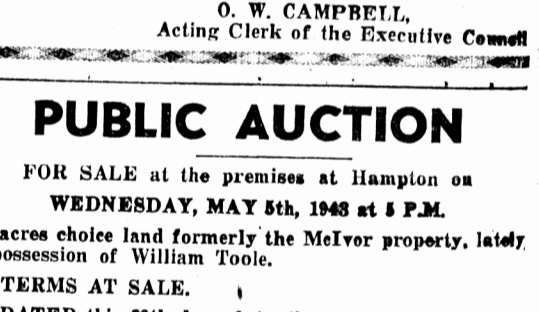 O. W. CAMPBELL,
Acting Clerk of the Executive Council
PUBLIC AUCTION
FOR SALE at the premises at Hampton on
WEDNESDAY, MAY 5th, 1943 at 5 P.M.
acres choice land formerly the McIvor property, lately
possession of William Toole.
TERMS AT SALE.
DATED this